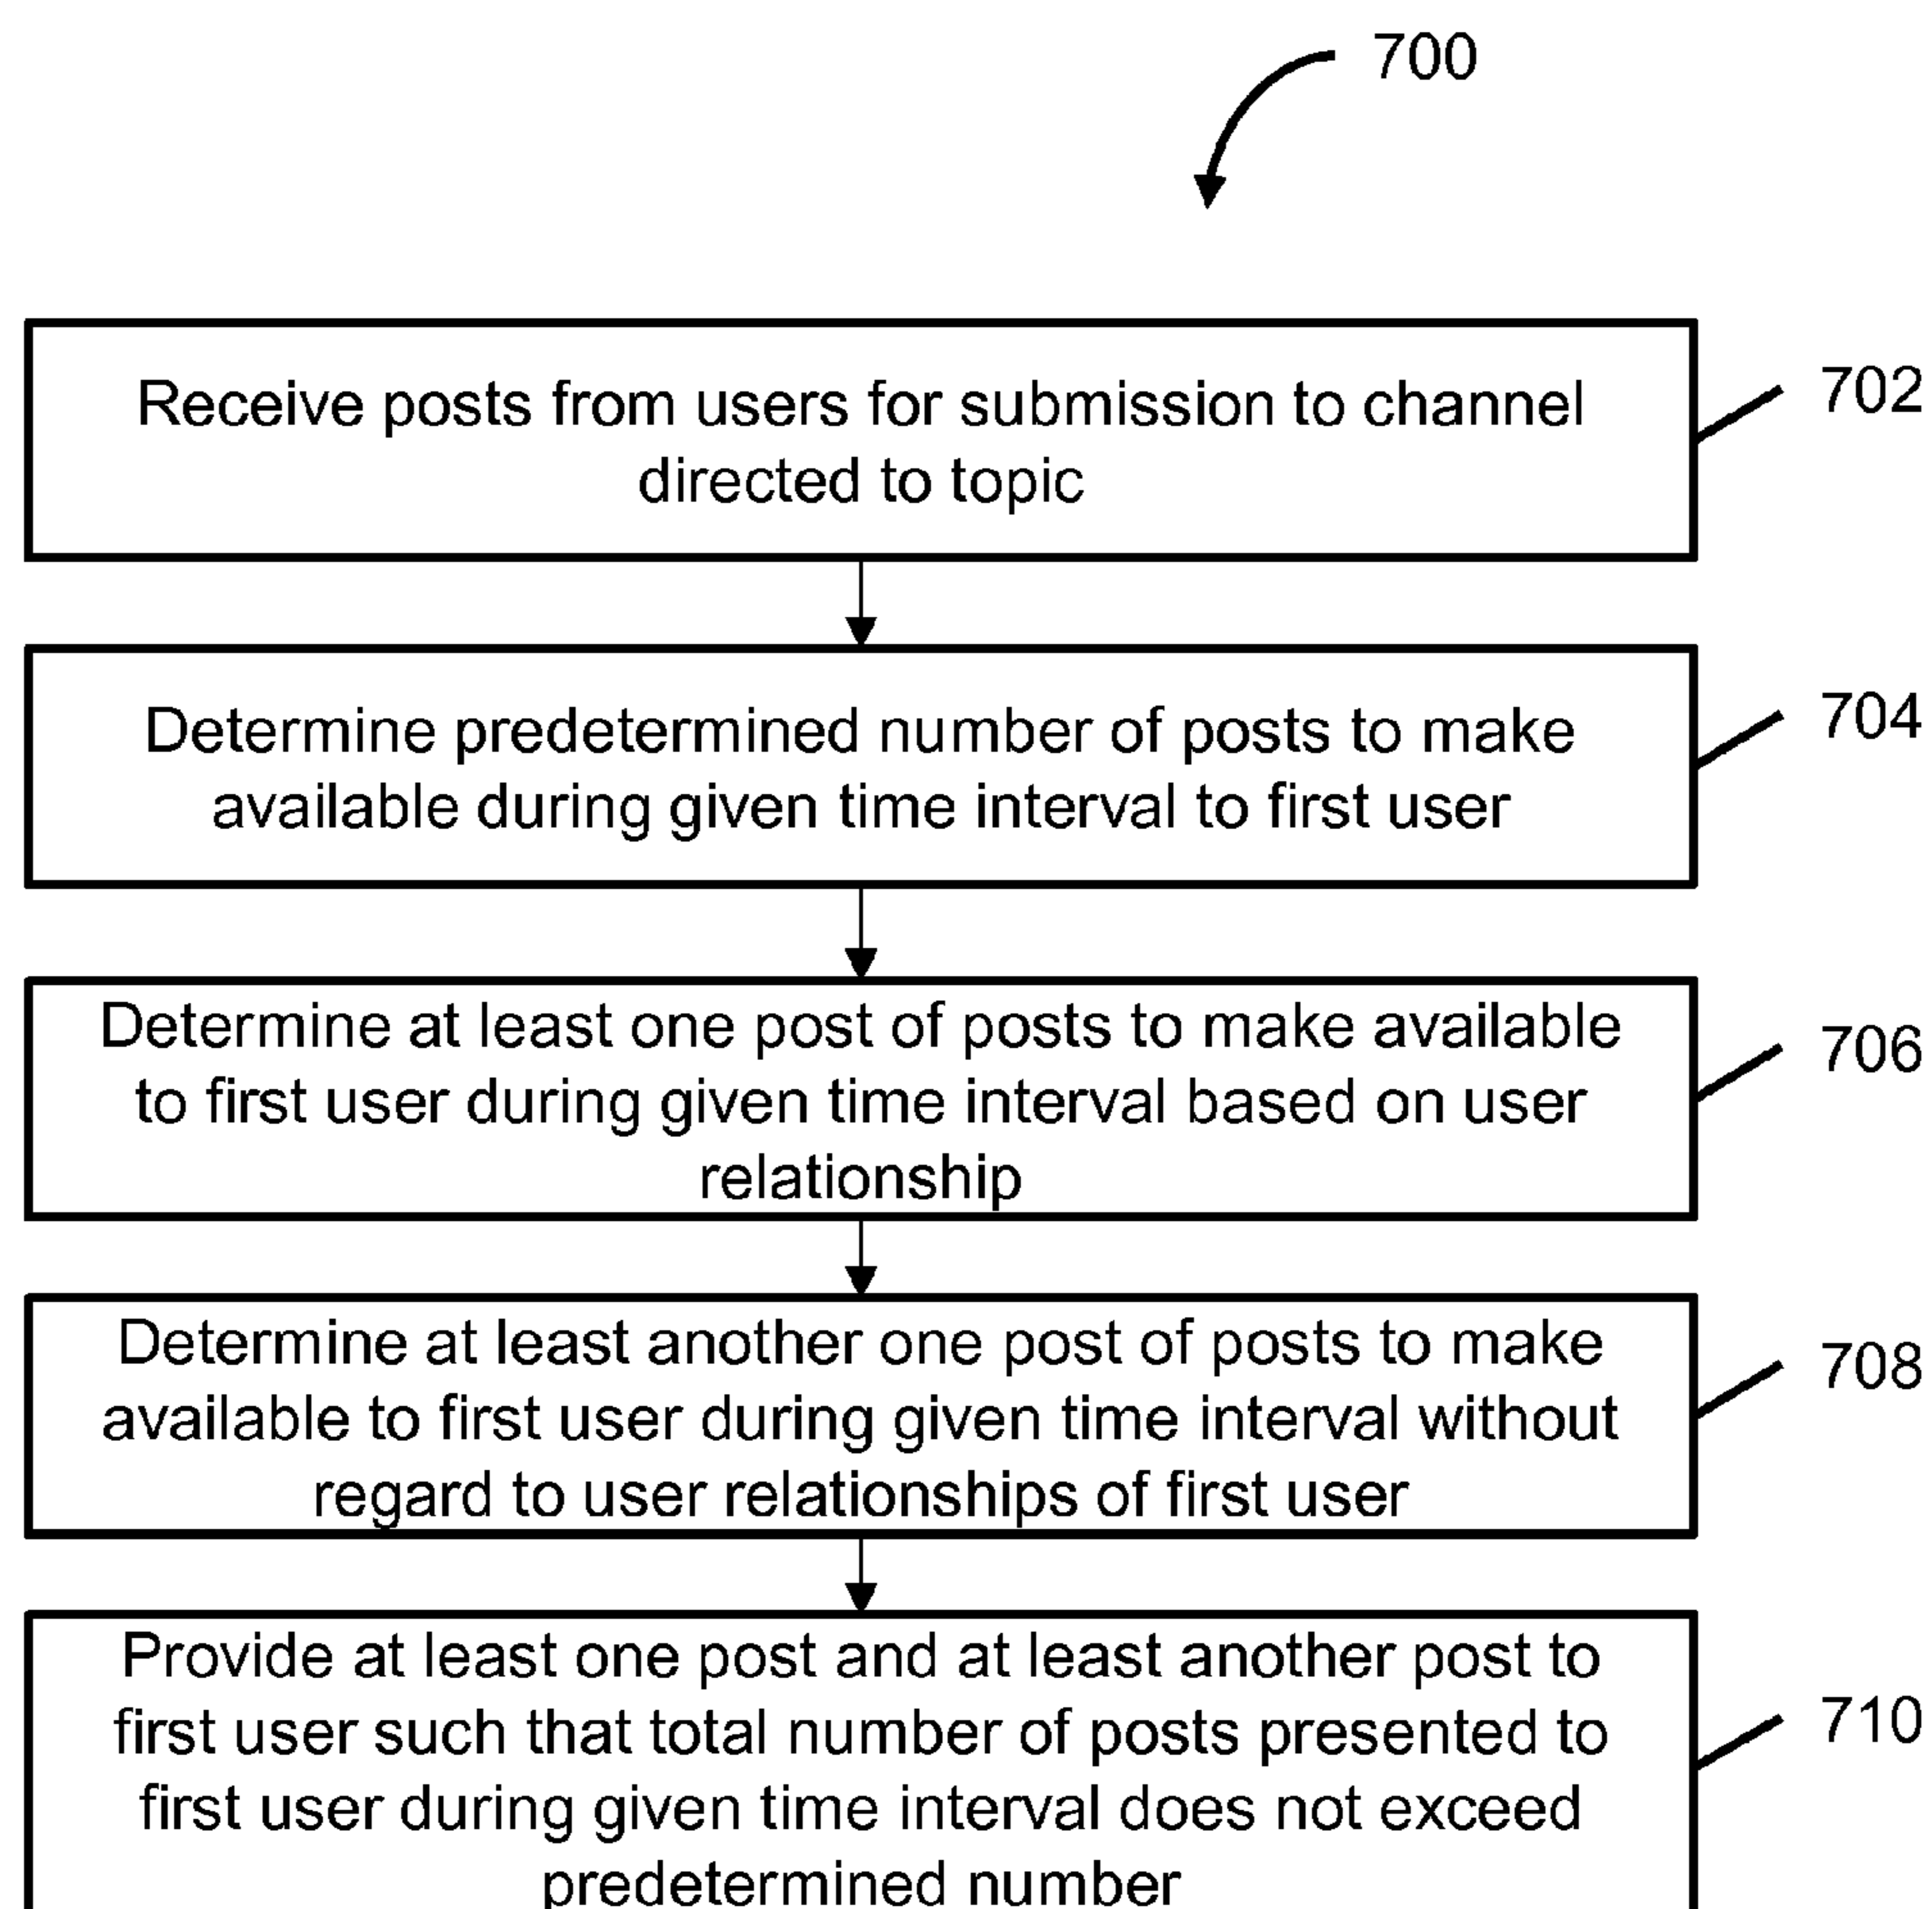 700
Receive posts from users for submission to channel
directed to topic
702
Determine predetermined number of posts to make
available during given time interval to first user
704
Determine at least one post of posts to make available
to first user during given time interval based on user
relationship
706
Determine at least another one post of posts to make
available to first user during given time interval without
regard to user relationships of first user
708
Provide at least one post and at least another post to
first user such that total number of posts presented to
first user during given time interval does not exceed
predetermined number
710